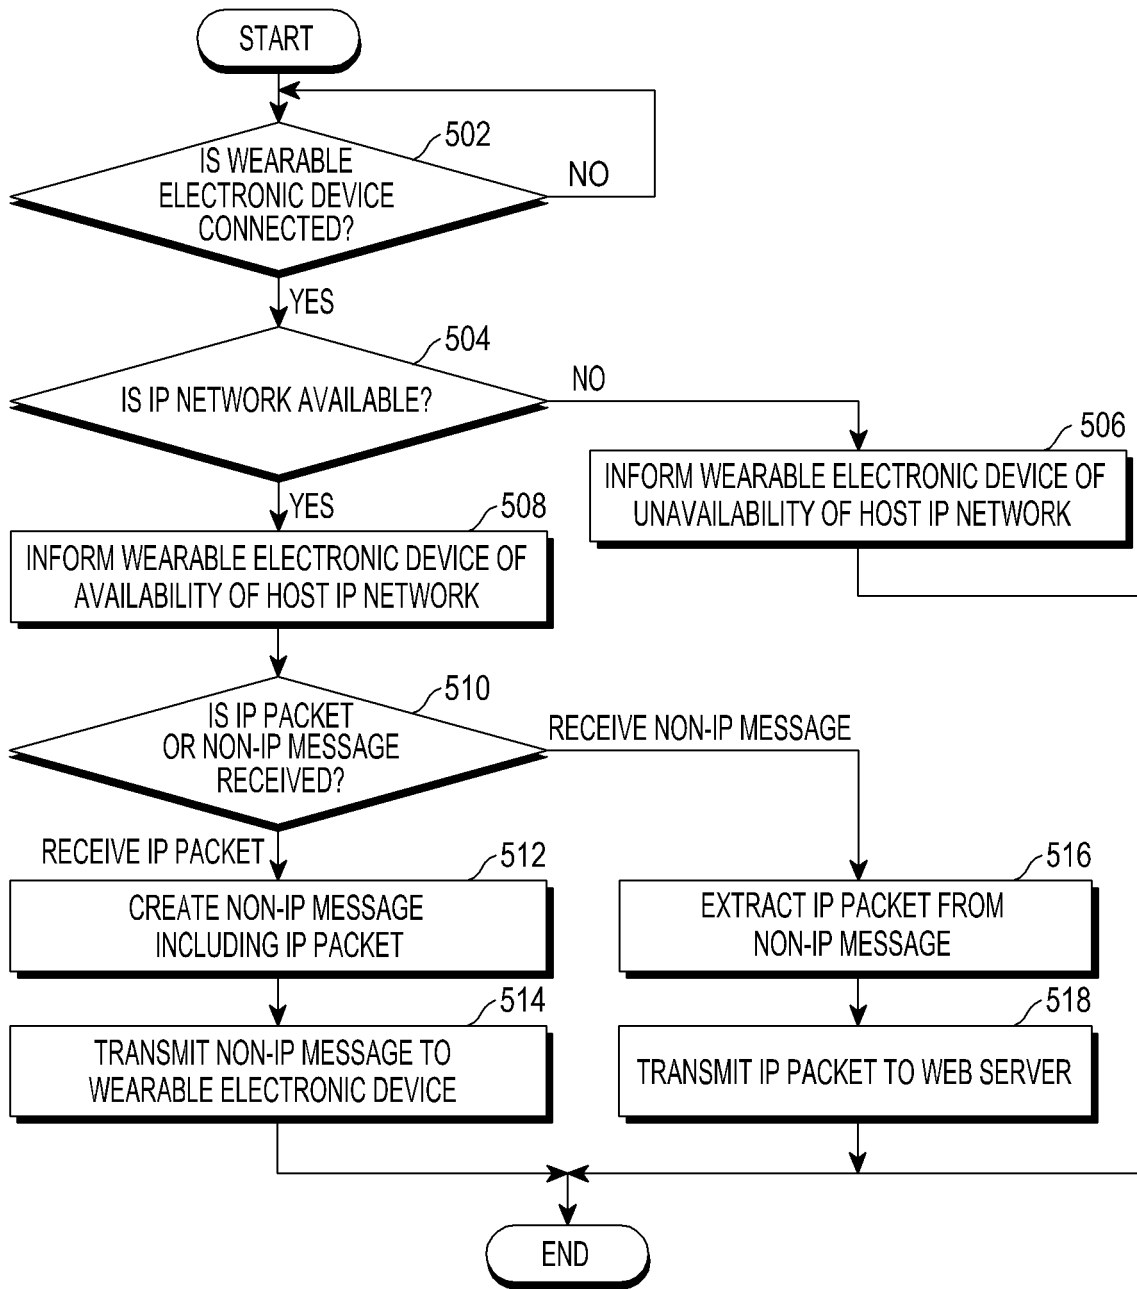 START
502
IS WEARABLE
ELECTRONIC DEVICE
CONNECTED?
NO
YES
504
IS IP NETWORK AVAILABLE?
NO
506
INFORM WEARABLE ELECTRONIC DEVICE OF
UNAVAILABILITY OF HOST IP NETWORK
YES
508
INFORM WEARABLE ELECTRONIC DEVICE OF
AVAILABILITY OF HOST IP NETWORK
510
IS IP PACKET
OR NON-IP MESSAGE
RECEIVED?
RECEIVE NON-IP MESSAGE
RECEIVE IP PACKET
512
CREATE NON-IP MESSAGE
INCLUDING IP PACKET
516
EXTRACT IP PACKET FROM
NON-IP MESSAGE
514
TRANSMIT NON-IP MESSAGE TO
WEARABLE ELECTRONIC DEVICE
518
TRANSMIT IP PACKET TO WEB SERVER
END